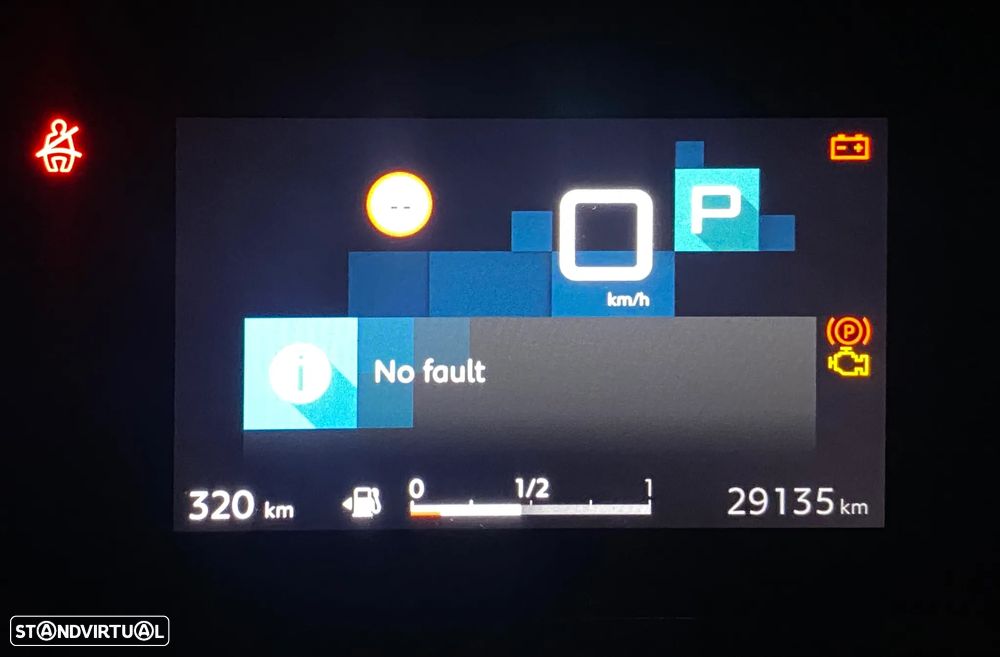 --
P
0
km/h
P
i
No fault
320 km
0 1/2 1
29135 km
STANDVIRTUAL